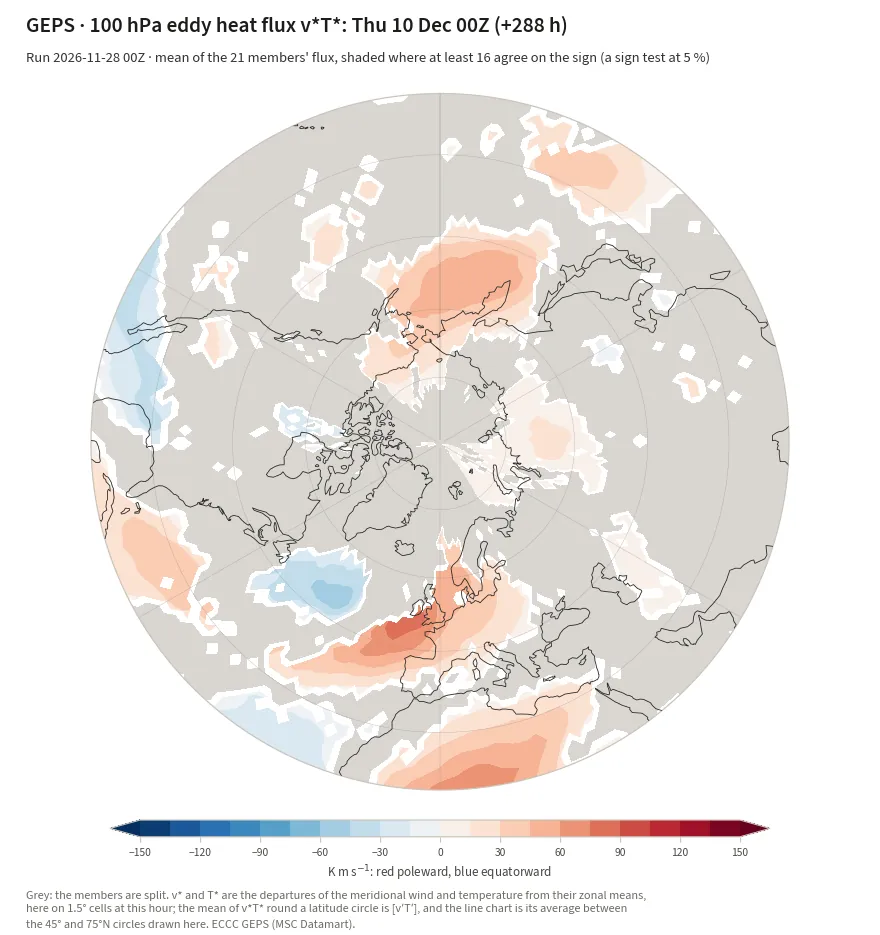 GEPS · 100 hPa eddy heat flux v*T*: Thu 10 Dec 00Z (+288 h)
Run 2026-11-28 00Z · mean of the 21 members' flux, shaded where at least 16 agree on the sign (a sign test at 5 %)
−150 −120 −90 −60 −30 0 30 60 90 120 150
K m s⁻¹: red poleward, blue equatorward
Grey: the members are split. v* and T* are the departures of the meridional wind and temperature from their zonal means,
here on 1.5° cells at this hour; the mean of v*T* round a latitude circle is [v'T'], and the line chart is its average between
the 45° and 75°N circles drawn here. ECCC GEPS (MSC Datamart).